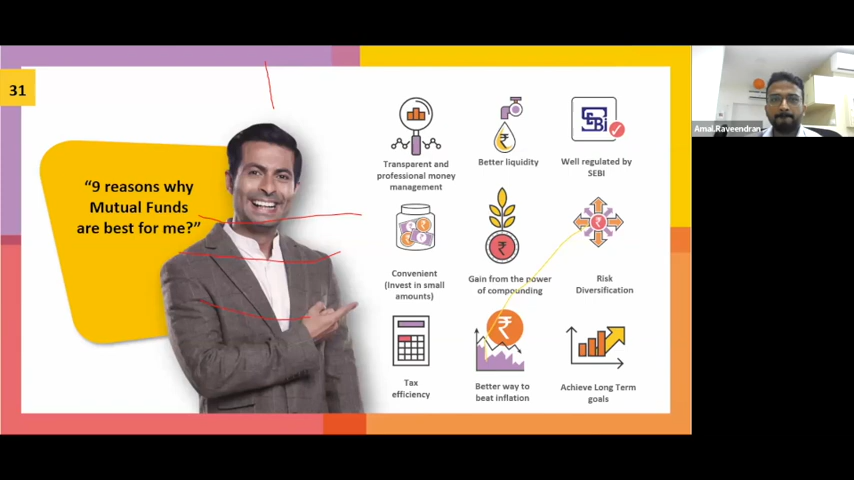 31
“9 reasons why
Mutual Funds
are best for me?”
Transparent and
professional money
management
Better liquidity
SEBI
Well regulated by
SEBI
Convenient
(Invest in small
amounts)
Gain from the power
of compounding
Risk
Diversification
Tax
efficiency
Better way to
beat inflation
Achieve Long Term
goals
Amal.Raveendran